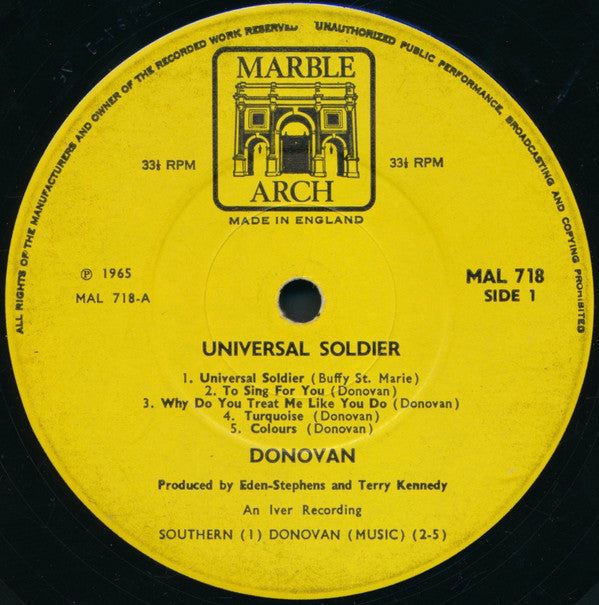 ALL RIGHTS OF THE MANUFACTURERS AND OWNER OF THE RECORDED WORK RESERVED
UNAUTHORIZED PUBLIC PERFORMANCE, BROADCASTING AND COPYING PROHIBITED
MARBLE
ARCH
33⅓ RPM
33⅓ RPM
MADE IN ENGLAND
℗ 1965
MAL 718-A
MAL 718
SIDE 1
UNIVERSAL SOLDIER
1. Universal Soldier (Buffy St. Marie)
2. To Sing For You (Donovan)
3. Why Do You Treat Me Like You Do (Donovan)
4. Turquoise (Donovan)
5. Colours (Donovan)
DONOVAN
Produced by Eden-Stephens and Terry Kennedy
An Iver Recording
SOUTHERN (1) DONOVAN (MUSIC) (2-5)